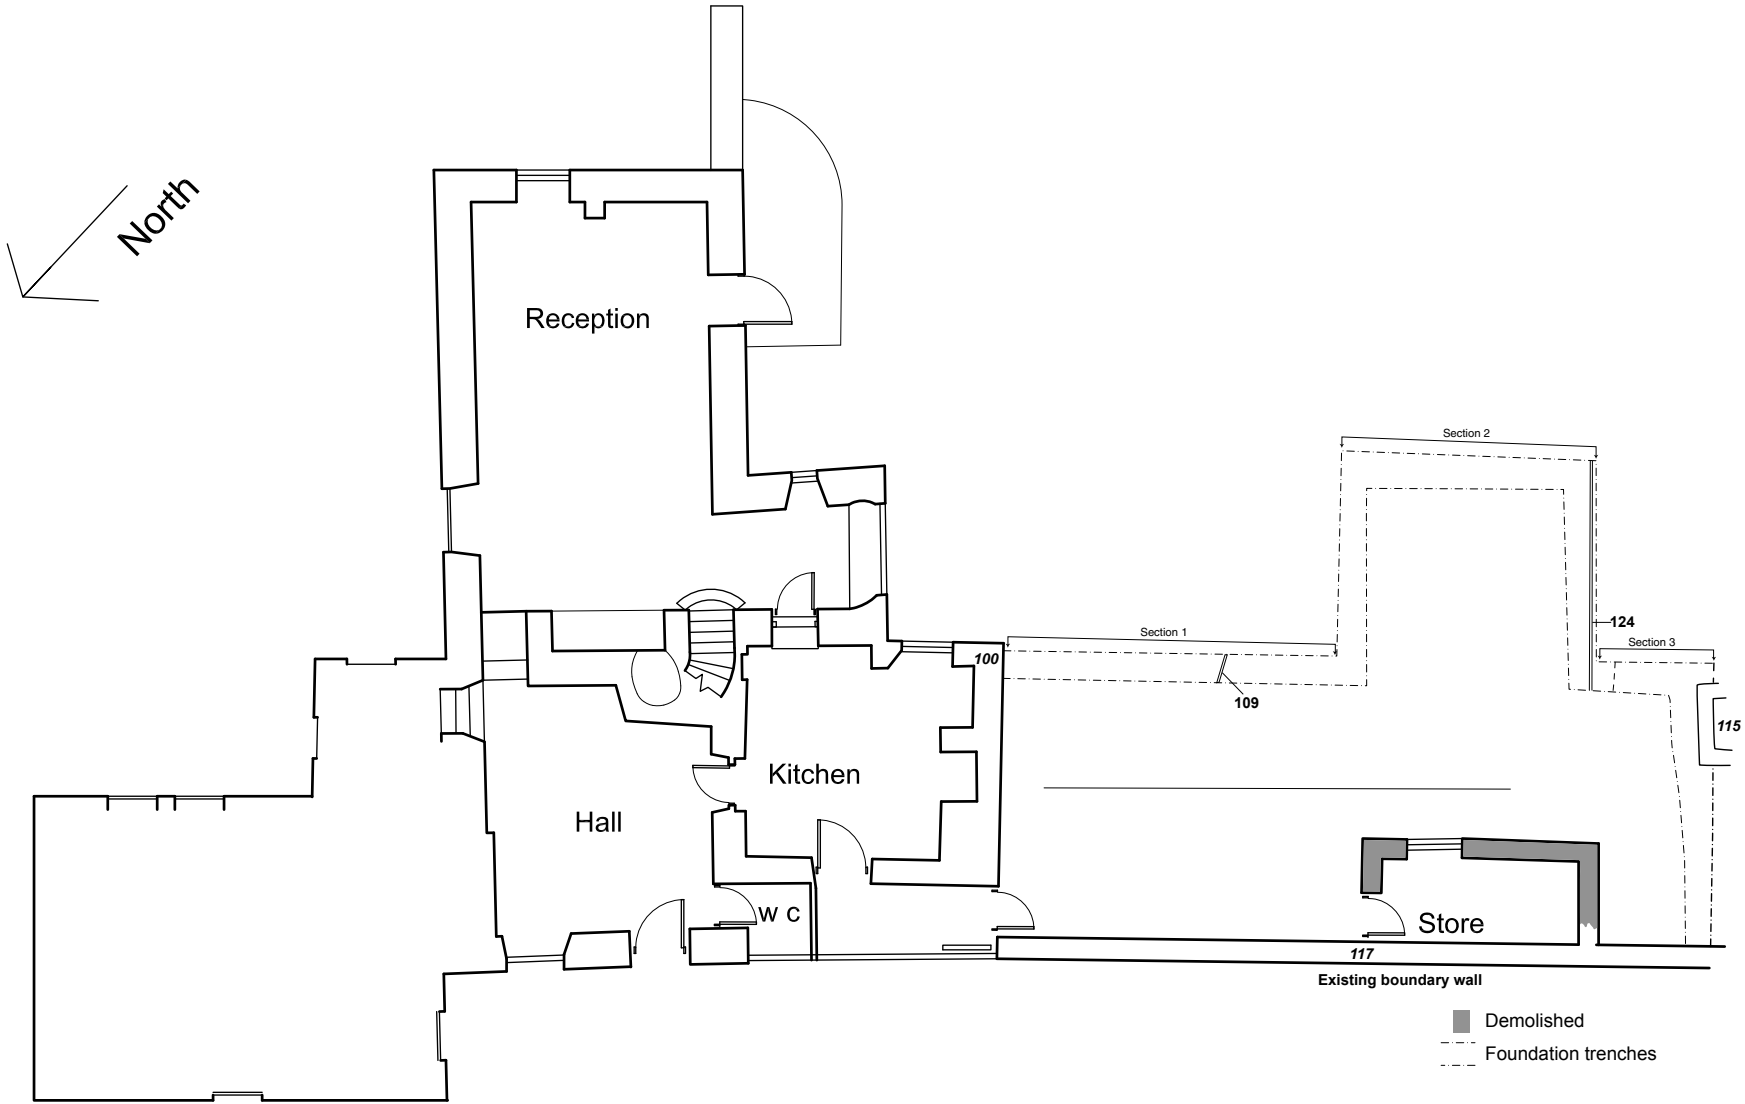 North
Reception
Section 2
124
Section 1
Section 3
100
109
115
Kitchen
Hall
W C
Store
117
Existing boundary wall
Demolished
Foundation trenches